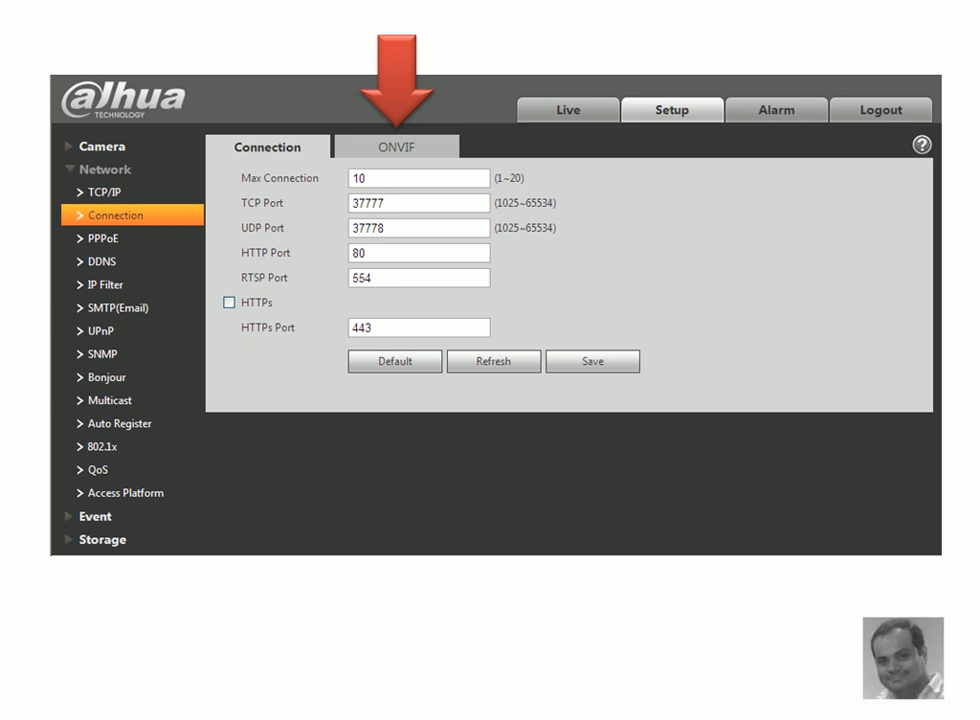 alhua
TECHNOLOGY
Live
Setup
Alarm
Logout
Camera
Network
> TCP/IP
> Connection
> PPPoE
> DDNS
> IP Filter
> SMTP(Email)
> UPnP
> SNMP
> Bonjour
> Multicast
> Auto Register
> 802.1x
> QoS
> Access Platform
Event
Storage
Connection
ONVIF
?
Max Connection 10 (1~20)
TCP Port 37777 (1025~65534)
UDP Port 37778 (1025~65534)
HTTP Port 80
RTSP Port 554
HTTPs
HTTPs Port 443
Default
Refresh
Save